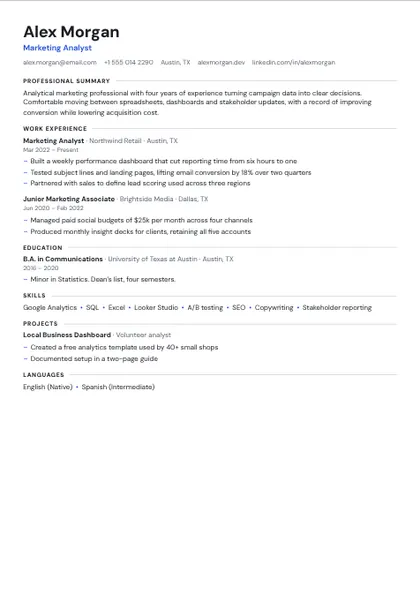 Alex Morgan
Marketing Analyst
alex.morgan@email.com +1 555 014 2290 Austin, TX alexmorgan.dev linkedin.com/in/alexmorgan
PROFESSIONAL SUMMARY
Analytical marketing professional with four years of experience turning campaign data into clear decisions.
Comfortable moving between spreadsheets, dashboards and stakeholder updates, with a record of improving
conversion while lowering acquisition cost.
WORK EXPERIENCE
Marketing Analyst · Northwind Retail · Austin, TX
Mar 2022 – Present
– Built a weekly performance dashboard that cut reporting time from six hours to one
– Tested subject lines and landing pages, lifting email conversion by 18% over two quarters
– Partnered with sales to define lead scoring used across three regions
Junior Marketing Associate · Brightside Media · Dallas, TX
Jun 2020 – Feb 2022
– Managed paid social budgets of $25k per month across four channels
– Produced monthly insight decks for clients, retaining all five accounts
EDUCATION
B.A. in Communications · University of Texas at Austin · Austin, TX
2016 – 2020
– Minor in Statistics. Dean's list, four semesters.
SKILLS
Google Analytics • SQL • Excel • Looker Studio • A/B testing • SEO • Copywriting • Stakeholder reporting
PROJECTS
Local Business Dashboard · Volunteer analyst
– Created a free analytics template used by 40+ small shops
– Documented setup in a two-page guide
LANGUAGES
English (Native) • Spanish (Intermediate)